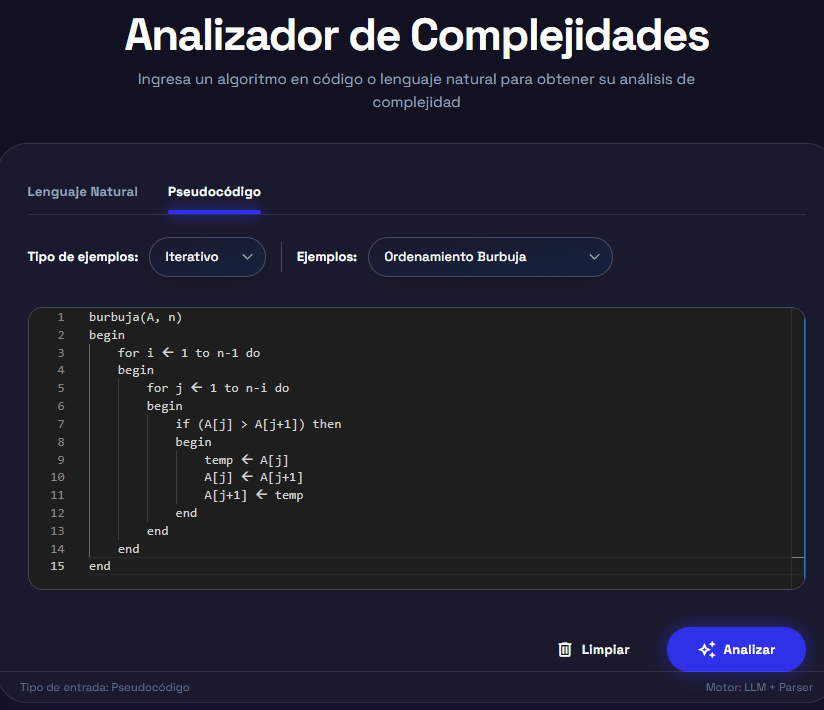 Analizador de Complejidades
Ingresa un algoritmo en código o lenguaje natural para obtener su análisis de
complejidad
Lenguaje Natural Pseudocódigo
Tipo de ejemplos: Iterativo Ejemplos: Ordenamiento Burbuja
1 burbuja(A, n)
2 begin
3 for i ← 1 to n-1 do
4 begin
5 for j ← 1 to n-i do
6 begin
7 if (A[j] > A[j+1]) then
8 begin
9 temp ← A[j]
10 A[j] ← A[j+1]
11 A[j+1] ← temp
12 end
13 end
14 end
15 end
Limpiar Analizar
Tipo de entrada: Pseudocódigo Motor: LLM + Parser